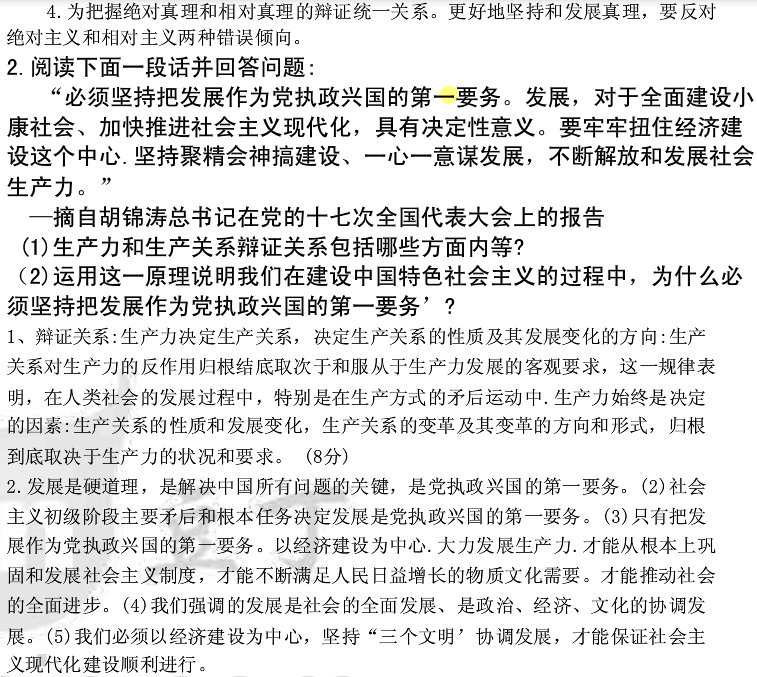 4.为把握绝对真理和相对真理的辩证统一关系。更好地坚持和发展真理，要反对
绝对主义和相对主义两种错误倾向。
2.阅读下面一段话并回答问题:
“必须坚持把发展作为党执政兴国的第一要务。发展，对于全面建设小
康社会、加快推进社会主义现代化，具有决定性意义。要牢牢扭住经济建
设这个中心.坚持聚精会神搞建设、一心一意谋发展，不断解放和发展社会
生产力。”
—摘自胡锦涛总书记在党的十七次全国代表大会上的报告
(1)生产力和生产关系辩证关系包括哪些方面内等?
（2)运用这一原理说明我们在建设中国特色社会主义的过程中，为什么必
须坚持把发展作为党执政兴国的第一要务’?
1、辩证关系:生产力决定生产关系，决定生产关系的性质及其发展变化的方向:生产
关系对生产力的反作用归根结底取次于和服从于生产力发展的客观要求，这一规律表
明，在人类社会的发展过程中，特别是在生产方式的矛后运动中.生产力始终是决定
的因素:生产关系的性质和发展变化，生产关系的变革及其变革的方向和形式，归根
到底取决于生产力的状况和要求。 (8分)
2.发展是硬道理，是解决中国所有问题的关键，是党执政兴国的第一要务。(2)社会
主义初级阶段主要矛后和根本任务决定发展是党执政兴国的第一要务。(3)只有把发
展作为党执政兴国的第一要务。以经济建设为中心.大力发展生产力.才能从根本上巩
固和发展社会主义制度，才能不断满足人民日益增长的物质文化需要。才能推动社会
的全面进步。(4)我们强调的发展是社会的全面发展、是政治、经济、文化的协调发
展。(5)我们必须以经济建设为中心，坚持“三个文明’协调发展，才能保证社会主
义现代化建设顺利进行。